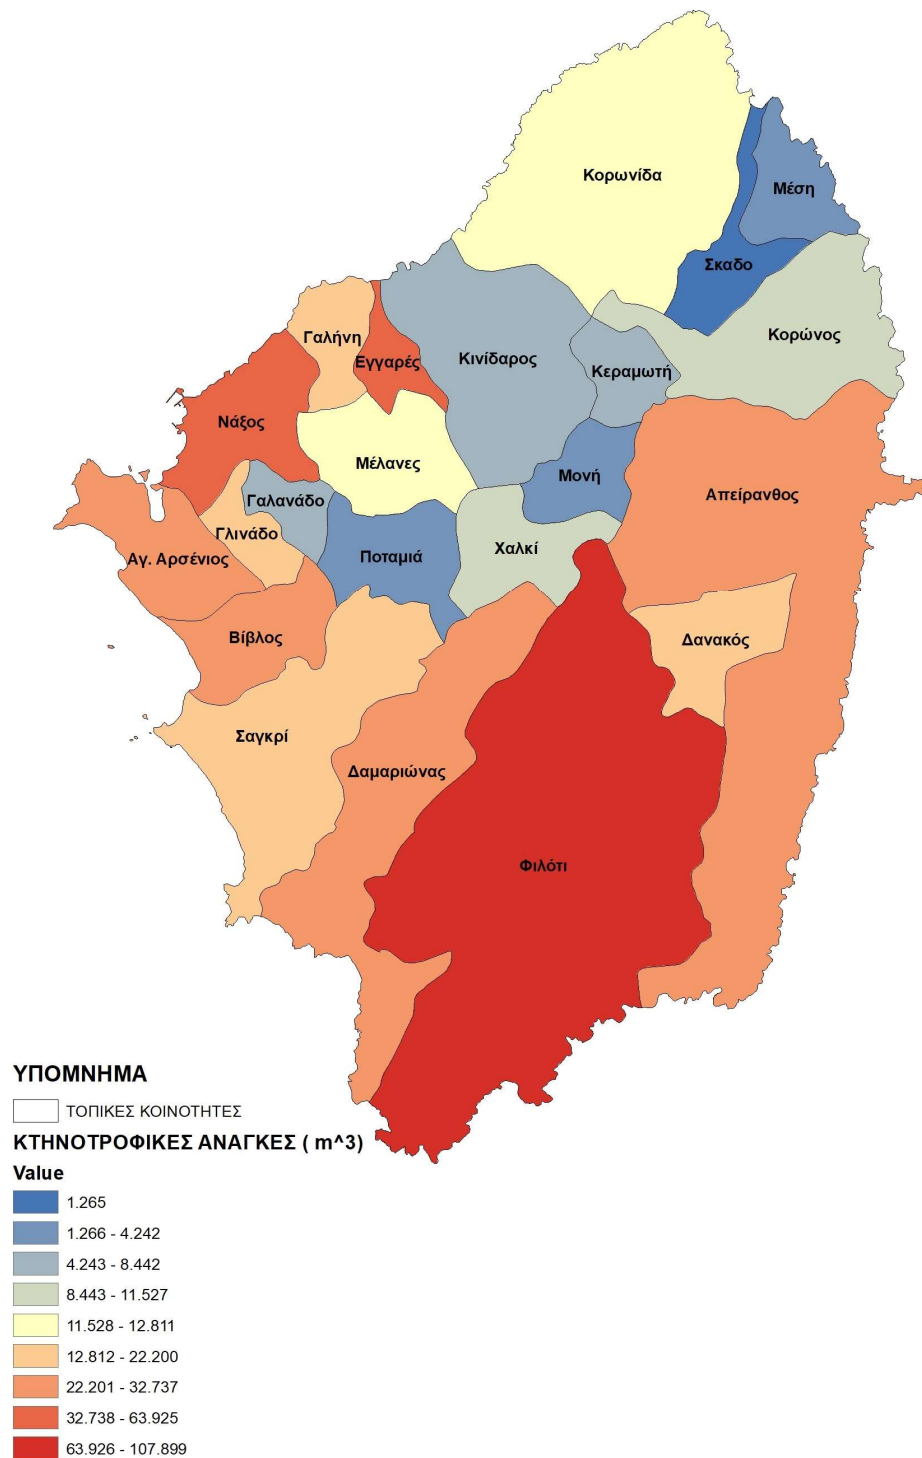 Κορωνίδα
Μέση
Σκαδο
Κορώνος
Γαλήνη
Εγγαρές
Κινίδαρος
Κεραμωτή
Νάξος
Μέλανες
Μονή
Απείρανθος
Γαλανάδο
Γλινάδο
Χαλκί
Ποταμιά
Αγ. Αρσένιος
Βίβλος
Δανακός
Σαγκρί
Δαμαριώνας
Φιλότι
ΥΠΟΜΝΗΜΑ
ΤΟΠΙΚΕΣ ΚΟΙΝΟΤΗΤΕΣ
ΚΤΗΝΟΤΡΟΦΙΚΕΣ ΑΝΑΓΚΕΣ ( m^3)
Value
1.265
1.266 - 4.242
4.243 - 8.442
8.443 - 11.527
11.528 - 12.811
12.812 - 22.200
22.201 - 32.737
32.738 - 63.925
63.926 - 107.899